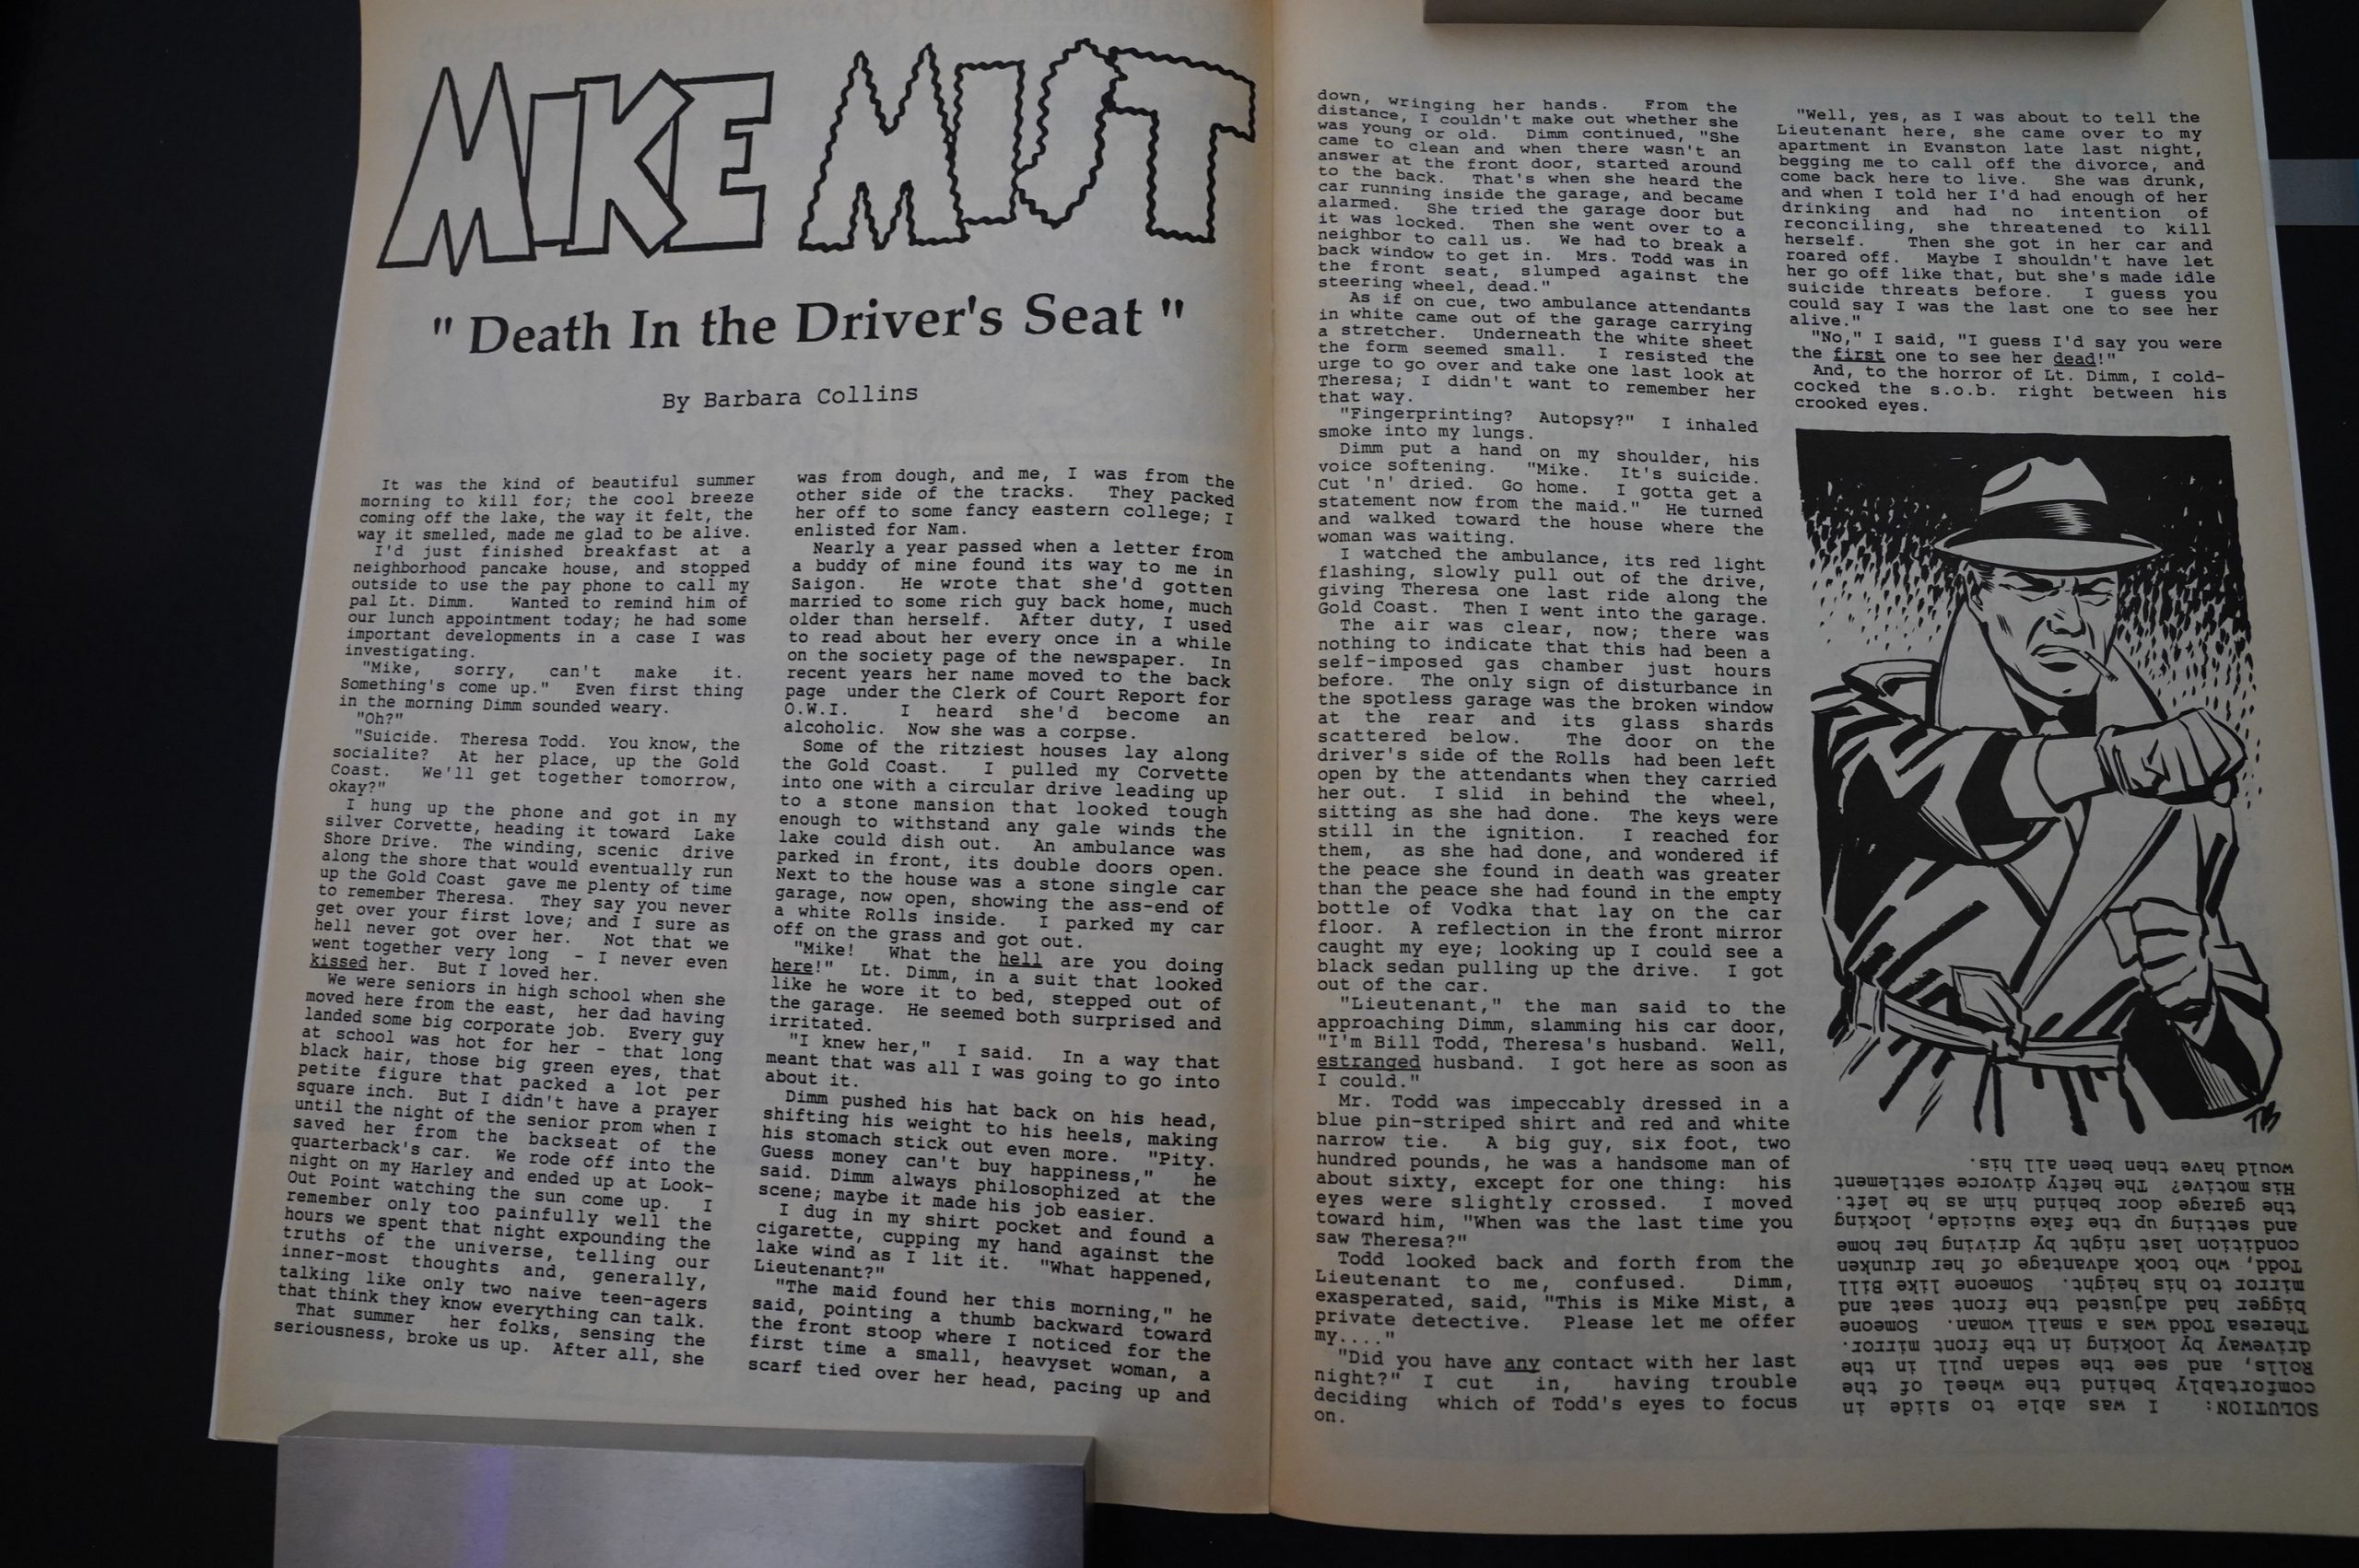 MIKE MIST
" Death In the Driver's Seat "
By Barbara Collins
It was the kind of beautiful summer
morning to kill for; the cool breeze
coming off the lake, the way it felt, the
way it smelled, made me glad to be alive.
I'd just finished breakfast at a
neighborhood pancake house, and stopped
outside to use the pay phone to call my
pal Lt. Dimm. Wanted to remind him of
our lunch appointment today; he had some
important developments in a case I was
investigating.
"Mike, sorry, can't make it.
Something's come up." Even first thing
in the morning Dimm sounded weary.
"Oh?"
"Suicide. Theresa Todd. You know, the
socialite? At her place, up the Gold
Coast. We'll get together tomorrow,
okay?"
I hung up the phone and got in my
silver Corvette, heading it toward Lake
Shore Drive. The winding, scenic drive
along the shore that would eventually run
up the Gold Coast gave me plenty of time
to remember Theresa. They say you never
get over your first love; and I sure as
hell never got over her. Not that we
went together very long - I never even
kissed her. But I loved her.
We were seniors in high school when she
moved here from the east, her dad having
landed some big corporate job. Every guy
at school was hot for her - that long
black hair, those big green eyes, that
petite figure that packed a lot per
square inch. But I didn't have a prayer
until the night of the senior prom when I
saved her from the backseat of the
quarterback's car. We rode off into the
night on my Harley and ended up at Look-
Out Point watching the sun come up. I
remember only too painfully well the
hours we spent that night expounding the
truths of the universe, telling our
inner-most thoughts and, generally,
talking like only two naive teen-agers
that think they know everything can talk.
That summer her folks, sensing the
seriousness, broke us up. After all, she
was from dough, and me, I was from the
other side of the tracks. They packed
her off to some fancy eastern college; I
enlisted for Nam.
Nearly a year passed when a letter from
a buddy of mine found its way to me in
Saigon. He wrote that she'd gotten
married to some rich guy back home, much
older than herself. After duty, I used
to read about her every once in a while
on the society page of the newspaper. In
recent years her name moved to the back
page under the Clerk of Court Report for
O.W.I. I heard she'd become an
alcoholic. Now she was a corpse.
Some of the ritziest houses lay along
the Gold Coast. I pulled my Corvette
into one with a circular drive leading up
to a stone mansion that looked tough
enough to withstand any gale winds the
lake could dish out. An ambulance was
parked in front, its double doors open.
Next to the house was a stone single car
garage, now open, showing the ass-end of
a white Rolls inside. I parked my car
off on the grass and got out.
"Mike! What the hell are you doing
here!" Lt. Dimm, in a suit that looked
like he wore it to bed, stepped out of
the garage. He seemed both surprised and
irritated.
"I knew her," I said. In a way that
meant that was all I was going to go into
about it.
Dimm pushed his hat back on his head,
shifting his weight to his heels, making
his stomach stick out even more. "Pity.
Guess money can't buy happiness," he
said. Dimm always philosophized at the
scene; maybe it made his job easier.
I dug in my shirt pocket and found a
cigarette, cupping my hand against the
lake wind as I lit it. "What happened,
Lieutenant?"
"The maid found her this morning," he
said, pointing a thumb backward toward
the front stoop where I noticed for the
first time a small, heavyset woman, a
scarf tied over her head, pacing up and
down, wringing her hands. From the
distance, I couldn't make out whether she
was young or old. Dimm continued, "She
came to clean and when there wasn't an
answer at the front door, started around
to the back. That's when she heard the
car running inside the garage, and became
alarmed. She tried the garage door but
it was locked. Then she went over to a
neighbor to call us. We had to break a
back window to get in. Mrs. Todd was in
the front seat, slumped against the
steering wheel, dead."
As if on cue, two ambulance attendants
in white came out of the garage carrying
a stretcher. Underneath the white sheet
the form seemed small. I resisted the
urge to go over and take one last look at
Theresa; I didn't want to remember her
that way.
"Fingerprinting? Autopsy?" I inhaled
smoke into my lungs.
Dimm put a hand on my shoulder, his
voice softening. "Mike. It's suicide.
Cut 'n' dried. Go home. I gotta get a
statement now from the maid." He turned
and walked toward the house where the
woman was waiting.
I watched the ambulance, its red light
flashing, slowly pull out of the drive,
giving Theresa one last ride along the
Gold Coast. Then I went into the garage.
The air was clear, now; there was
nothing to indicate that this had been a
self-imposed gas chamber just hours
before. The only sign of disturbance in
the spotless garage was the broken window
at the rear and its glass shards
scattered below. The door on the
driver's side of the Rolls had been left
open by the attendants when they carried
her out. I slid in behind the wheel,
sitting as she had done. The keys were
still in the ignition. I reached for
them, as she had done, and wondered if
the peace she found in death was greater
than the peace she had found in the empty
bottle of Vodka that lay on the car
floor. A reflection in the front mirror
caught my eye; looking up I could see a
black sedan pulling up the drive. I got
out of the car.
"Lieutenant," the man said to the
approaching Dimm, slamming his car door,
"I'm Bill Todd, Theresa's husband. Well,
estranged husband. I got here as soon as
I could."
Mr. Todd was impeccably dressed in a
blue pin-striped shirt and red and white
narrow tie. A big guy, six foot, two
hundred pounds, he was a handsome man of
about sixty, except for one thing: his
eyes were slightly crossed. I moved
toward him, "When was the last time you
saw Theresa?"
Todd looked back and forth from the
Lieutenant to me, confused. Dimm,
exasperated, said, "This is Mike Mist, a
private detective. Please let me offer
my...."
"Did you have any contact with her last
night?" I cut in, having trouble
deciding which of Todd's eyes to focus
on.
"Well, yes, as I was about to tell the
Lieutenant here, she came over to my
apartment in Evanston late last night,
begging me to call off the divorce, and
come back here to live. She was drunk,
and when I told her I'd had enough of her
drinking and had no intention of
reconciling, she threatened to kill
herself. Then she got in her car and
roared off. Maybe I shouldn't have let
her go off like that, but she's made idle
suicide threats before. I guess you
could say I was the last one to see her
alive."
"No," I said, "I guess I'd say you were
the first one to see her dead!"
And, to the horror of Lt. Dimm, I cold-
cocked the s.o.b. right between his
crooked eyes.
TB
SOLUTION: I was able to slide in
comfortably behind the wheel of the
Rolls, and see the sedan pull in the
driveway by looking in the front mirror.
Theresa Todd was a small woman. Someone
bigger had adjusted the front seat and
mirror to his height. Someone like Bill
Todd, who took advantage of her drunken
condition last night by driving her home
and setting up the fake suicide, locking
the garage door behind him as he left.
His motive? The hefty divorce settlement
would have then been all his.